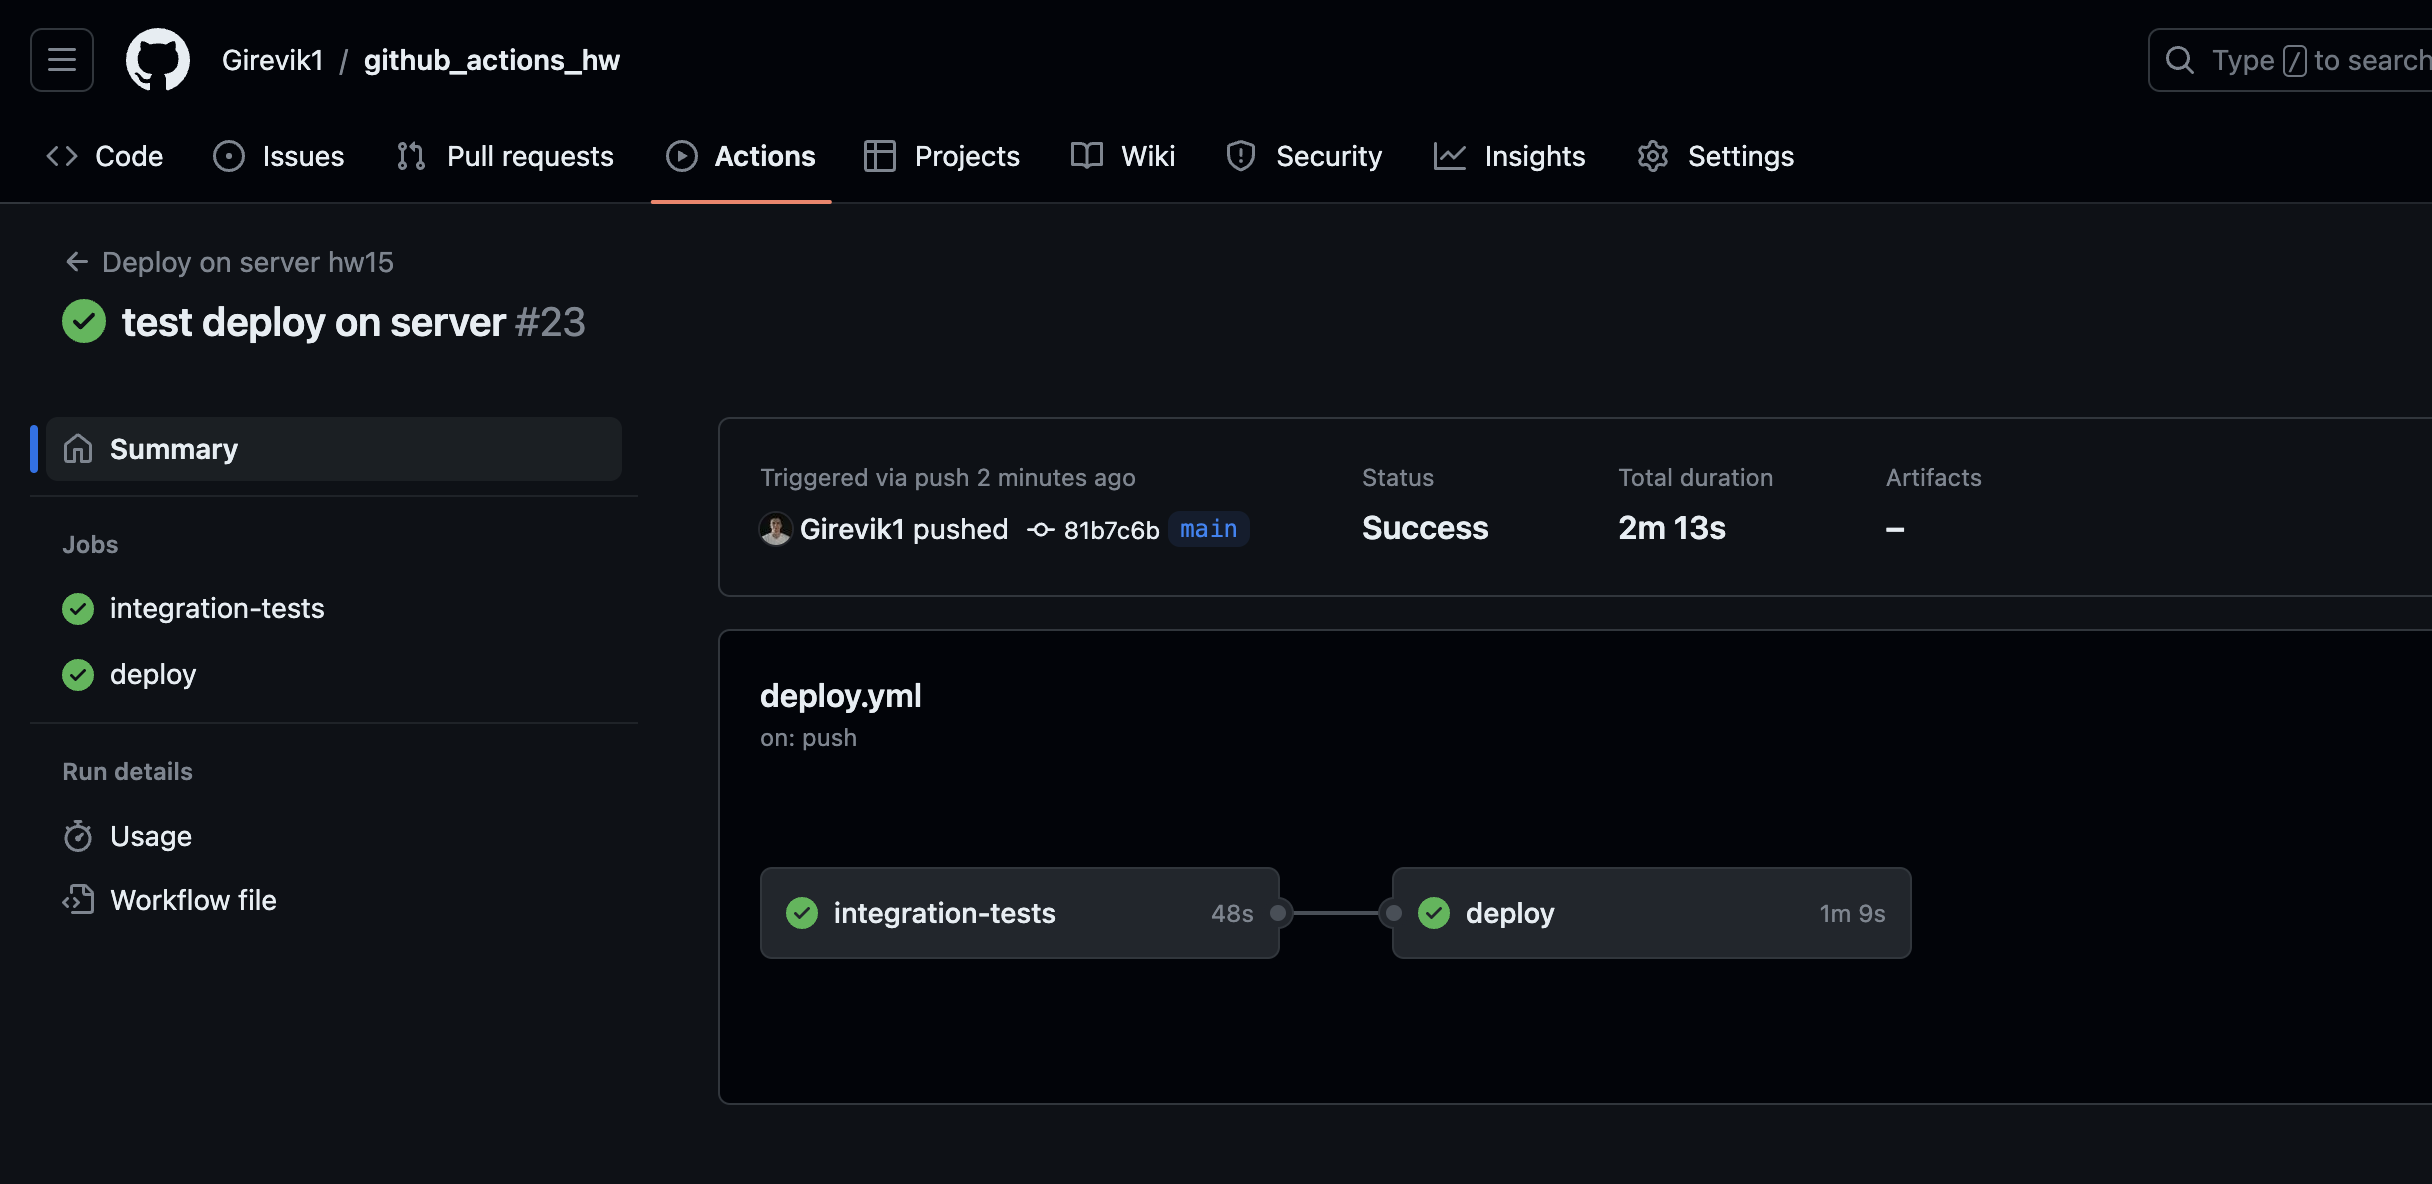 Girevik1 / github_actions_hw
Type / to search
Code Issues Pull requests Actions Projects Wiki Security Insights Settings
Deploy on server hw15
test deploy on server #23
Summary
Jobs
integration-tests
deploy
Run details
Usage
Workflow file
Triggered via push 2 minutes ago
Girevik1 pushed 81b7c6b main
Status
Success
Total duration
2m 13s
Artifacts
–
deploy.yml
on: push
integration-tests 48s
deploy 1m 9s